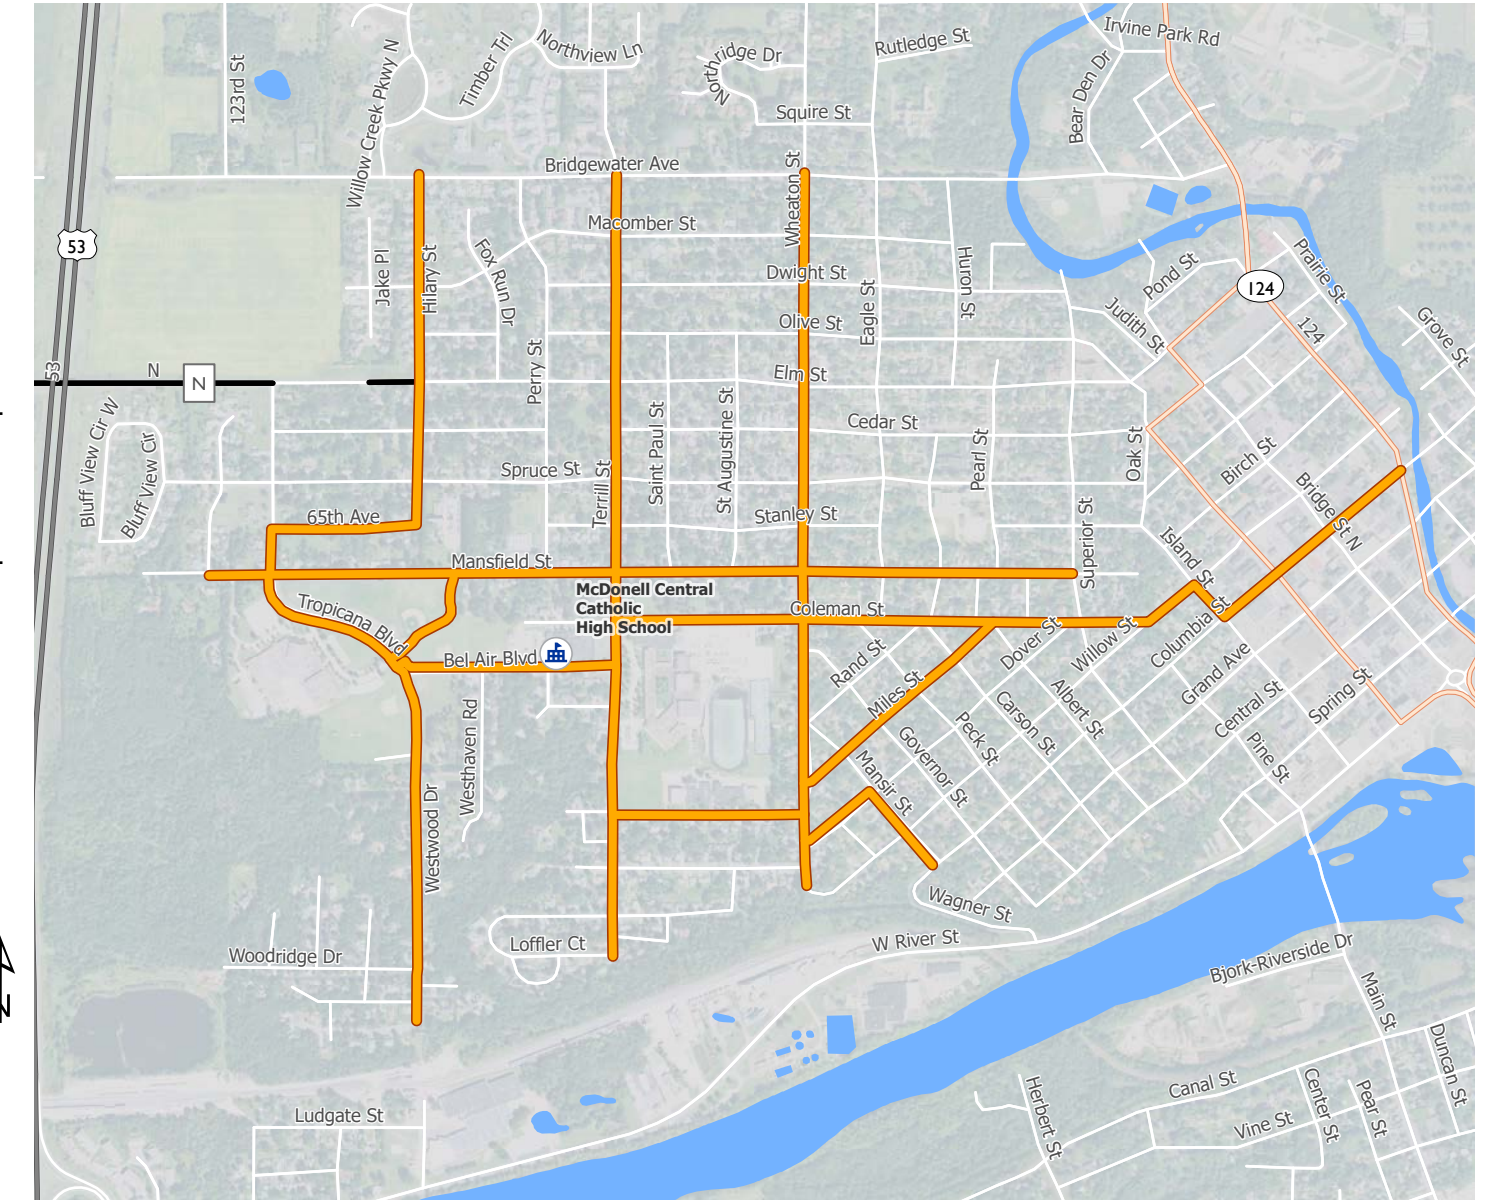 Irvine Park Rd
Rutledge St
Northview Ln
Timber Trl
Willow Creek Pkwy N
123rd St
Northridge Dr
Bear Den Dr
Squire St
Bridgewater Ave
Wheaton St
Macomber St
53
Jake Pl
Hilary St
Fox Run Dr
Dwight St
Huron St
Eagle St
Pond St
Prairie St
124
Judith St
124
Grove St
Olive St
53
N
N
Perry St
Elm St
Bluff View Cir W
Bluff View Cir
Saint Paul St
St Augustine St
Cedar St
Pearl St
Oak St
Birch St
Spruce St
Terrill St
Bridge St N
65th Ave
Stanley St
Superior St
Island St
Mansfield St
McDonell Central
Catholic
High School
Coleman St
Tropicana Blvd
Bel Air Blvd
Rand St
Dover St
Willow St
Columbia St
Grand Ave
Miles St
Albert St
Carson St
Peck St
Central St
Spring St
Westhaven Rd
Governor St
Pine St
Mansir St
Westwood Dr
Wagner St
W River St
Loffler Ct
Woodridge Dr
Bjork-Riverside Dr
Main St
N
Duncan St
Canal St
Center St
Pear St
Herbert St
Vine St
Ludgate St